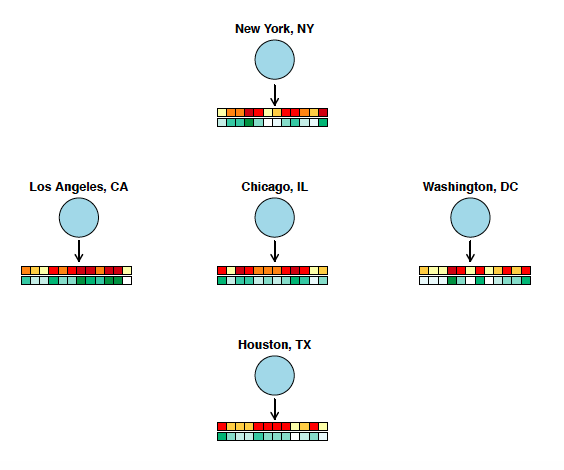 New York, NY
Los Angeles, CA
Chicago, IL
Washington, DC
Houston, TX